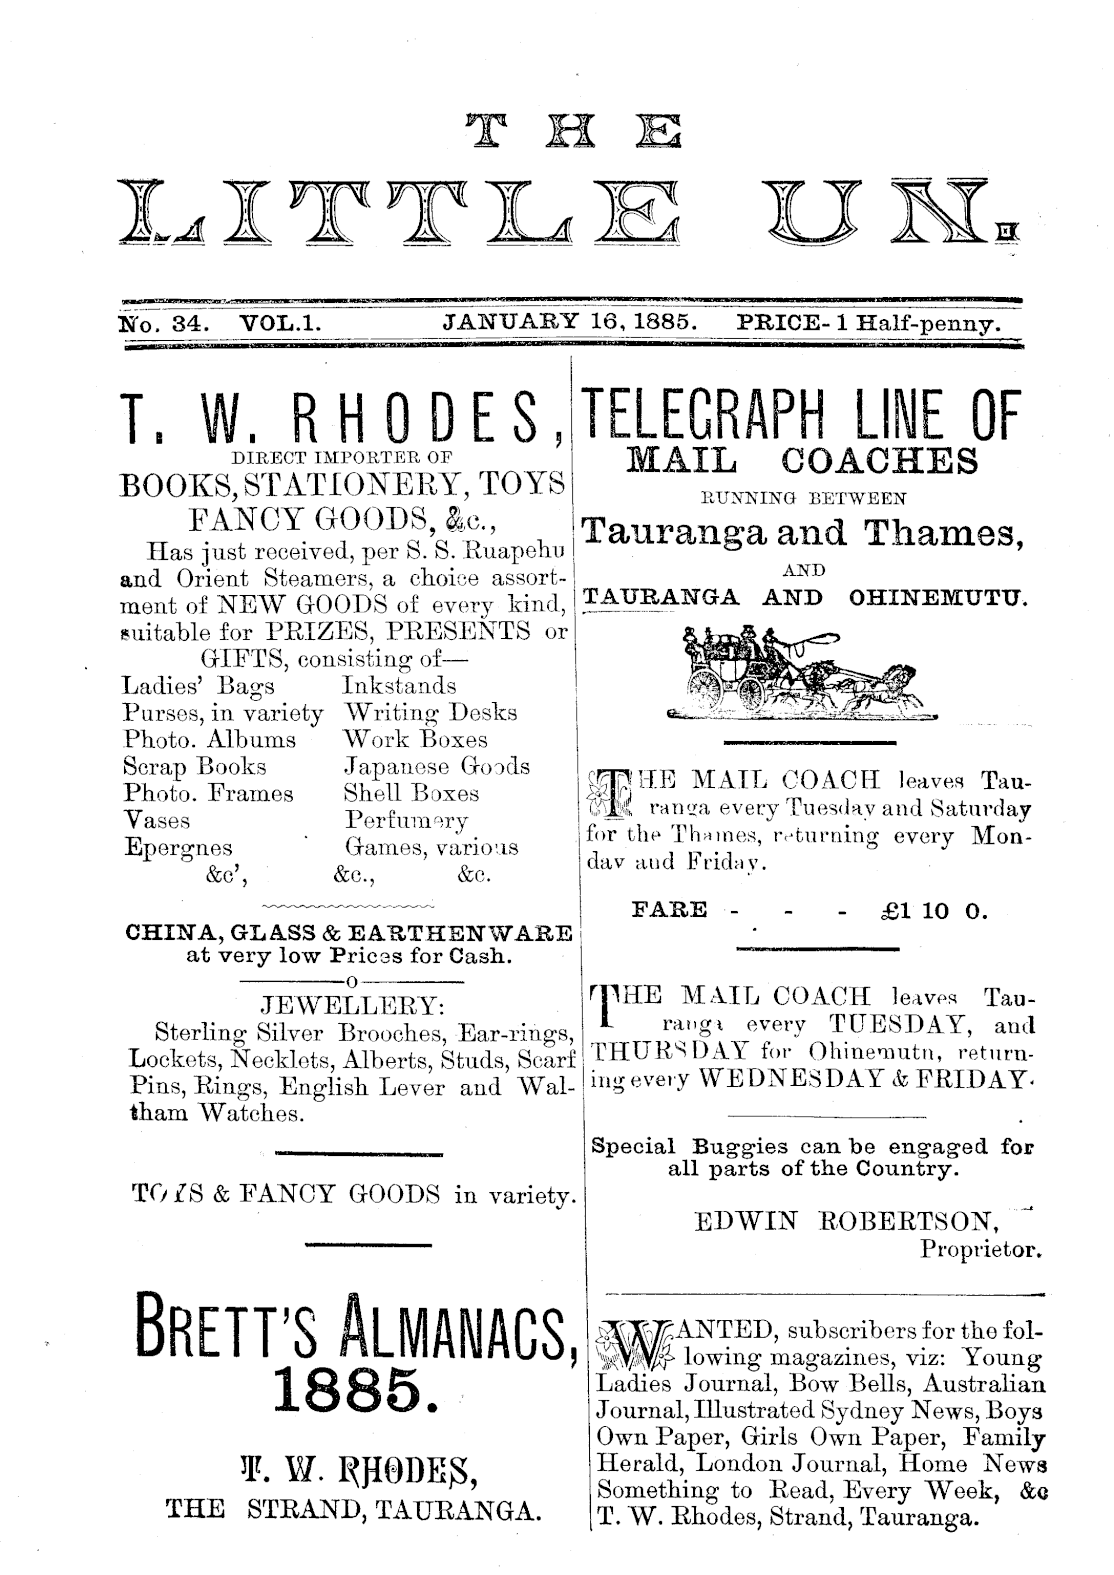 THE
LITTLE UN.
No. 34. VOL.1. JANUARY 16, 1885. PRICE- 1 Half-penny.
T. W. RHODES,
DIRECT IMPORTER OF
BOOKS, STATIONERY, TOYS
FANCY GOODS, &c.,
Has just received, per S. S. Ruapehu
and Orient Steamers, a choice assort-
ment of NEW GOODS of every kind,
suitable for PRIZES, PRESENTS or
GIFTS, consisting of—
Ladies' Bags Inkstands
Purses, in variety Writing Desks
Photo. Albums Work Boxes
Scrap Books Japanese Goods
Photo. Frames Shell Boxes
Vases Perfumery
Epergnes Games, various
&c', &c., &c.
CHINA, GLASS & EARTHENWARE
at very low Prices for Cash.
O
JEWELLERY:
Sterling Silver Brooches, Ear-rings,
Lockets, Necklets, Alberts, Studs, Scarf
Pins, Rings, English Lever and Wal-
tham Watches.
TOYS & FANCY GOODS in variety.
BRETT'S ALMANACS,
1885.
T. W. RHODES,
THE STRAND, TAURANGA.
TELEGRAPH LINE OF
MAIL COACHES
RUNNING BETWEEN
Tauranga and Thames,
AND
TAURANGA AND OHINEMUTU.
THE MAIL COACH leaves Tau-
ranga every Tuesday and Saturday
for the Thames, returning every Mon-
day and Friday.
FARE - - - £1 10 0.
THE MAIL COACH leaves Tau-
ranga every TUESDAY, and
THURSDAY for Ohinemutu, return-
ing every WEDNESDAY & FRIDAY.
Special Buggies can be engaged for
all parts of the Country.
EDWIN ROBERTSON,
Proprietor.
WANTED, subscribers for the fol-
lowing magazines, viz: Young
Ladies Journal, Bow Bells, Australian
Journal, Illustrated Sydney News, Boys
Own Paper, Girls Own Paper, Family
Herald, London Journal, Home News
Something to Read, Every Week, &c
T. W. Rhodes, Strand, Tauranga.